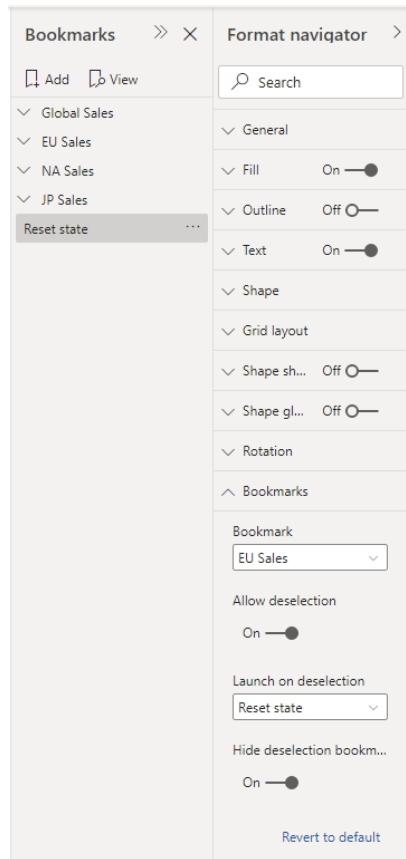 Bookmarks
Add View
Global Sales
EU Sales
NA Sales
JP Sales
Reset state
Format navigator
Search
General
Fill On
Outline Off
Text On
Shape
Grid layout
Shape sh... Off
Shape gl... Off
Rotation
Bookmarks
Bookmark
EU Sales
Allow deselection
On
Launch on deselection
Reset state
Hide deselection bookm...
On
Revert to default